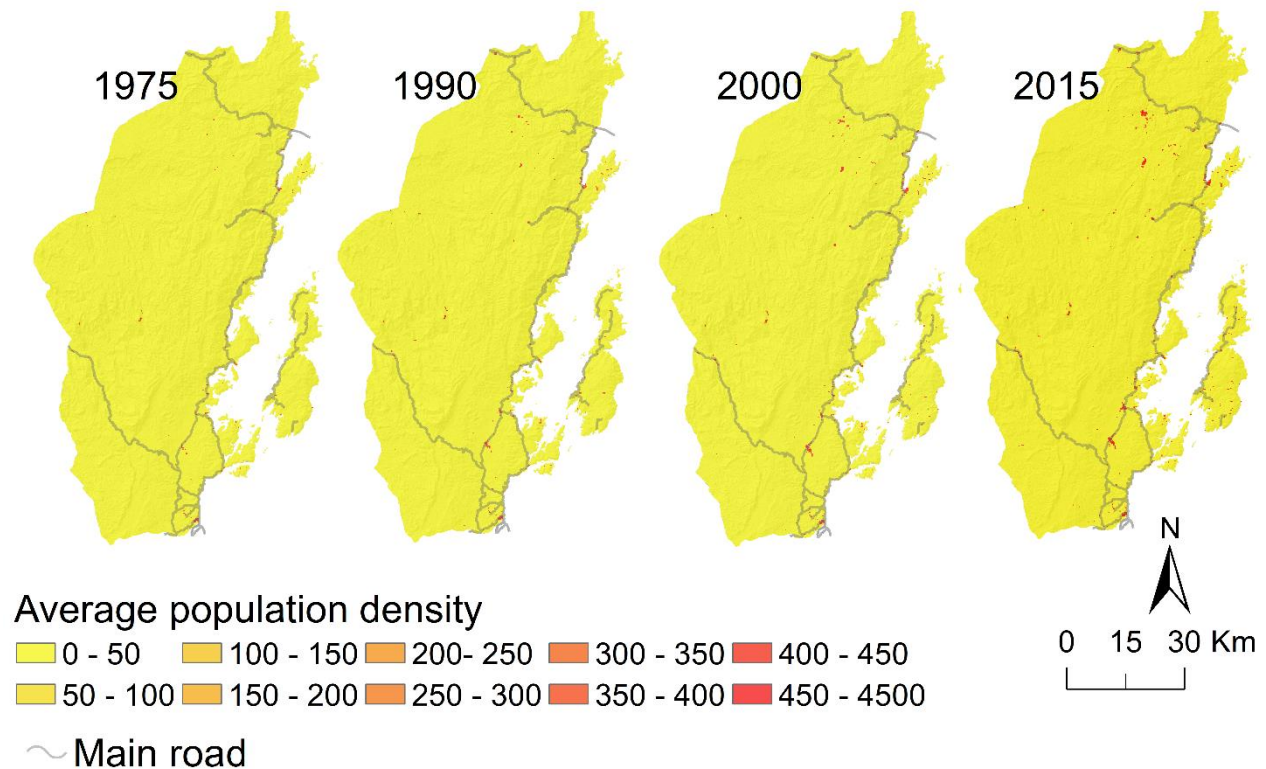 1975
1990
2000
2015
N
0 15 30 Km
Average population density
0 - 50 100 - 150 200- 250 300 - 350 400 - 450
50 - 100 150 - 200 250 - 300 350 - 400 450 - 4500
Main road